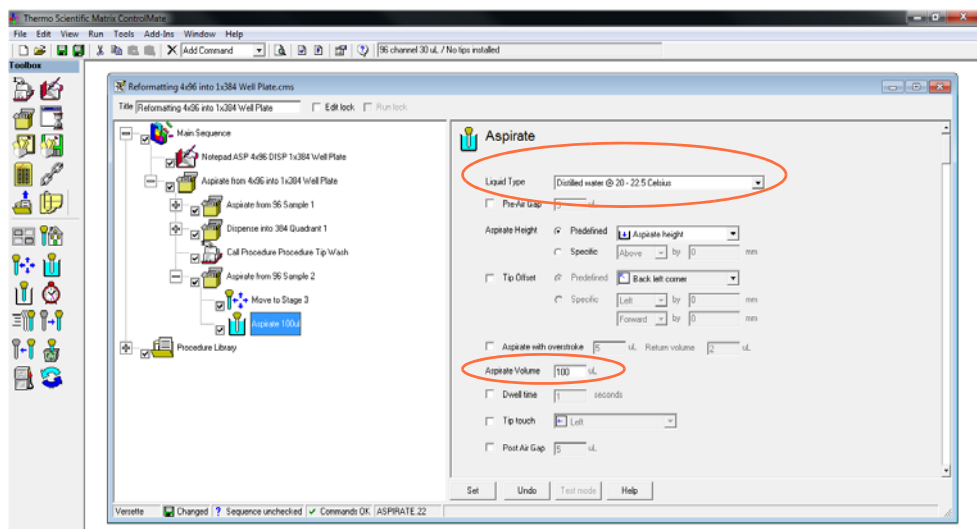 Thermo Scientific Matrix ControlMate
File Edit View Run Tools Add-Ins Window Help
Add Command 96 channel 30 uL / No tips installed
Toolbox
Reformatting 4x96 into 1x384 Well Plate.cms
Title Reformatting 4x96 into 1x384 Well Plate Edit lock Run lock
Main Sequence
Notepad ASP 4x96 DISP 1x384 Well Plate
Aspirate from 4x96 into 1x384 Well Plate
Aspirate from 96 Sample 1
Dispense into 384 Quadrant 1
Call Procedure Procedure Tip Wash
Aspirate from 96 Sample 2
Move to Stage 3
Aspirate 100ul
Procedure Library
Aspirate
Liquid Type Distilled water @ 20 - 22.5 Celsius
Pre-Air Gap 5 uL
Aspirate Height Predefined Aspirate height
Specific Above by 0 mm
Tip Offset Predefined Back left corner
Specific Left by 0 mm
Forward by 0 mm
Aspirate with overstroke 5 uL Return volume 2 uL
Aspirate Volume 100 uL
Dwell time 1 seconds
Tip touch Left
Post Air Gap 5 uL
Set Undo Test mode Help
Versette Changed ? Sequence unchecked Commands OK ASPIRATE.22